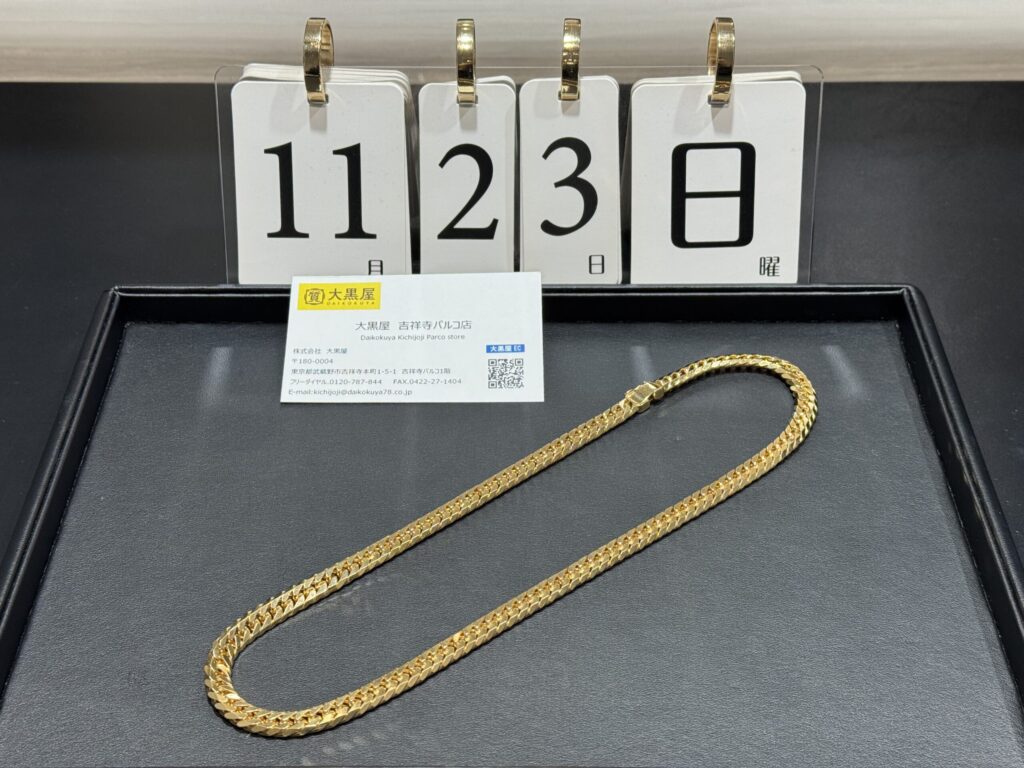 11
月
2
3
日
日
曜
質 大黒屋
DAIKOKUYA
大黒屋 吉祥寺パルコ店
Daikokuya Kichijoji Parco store
株式会社 大黒屋
〒180-0004
東京都武蔵野市吉祥寺本町1-5-1 吉祥寺パルコ1階
フリーダイヤル.0120-787-844 FAX.0422-27-1404
E-mail:kichijoji@daikokuya78.co.jp
大黒屋 EC